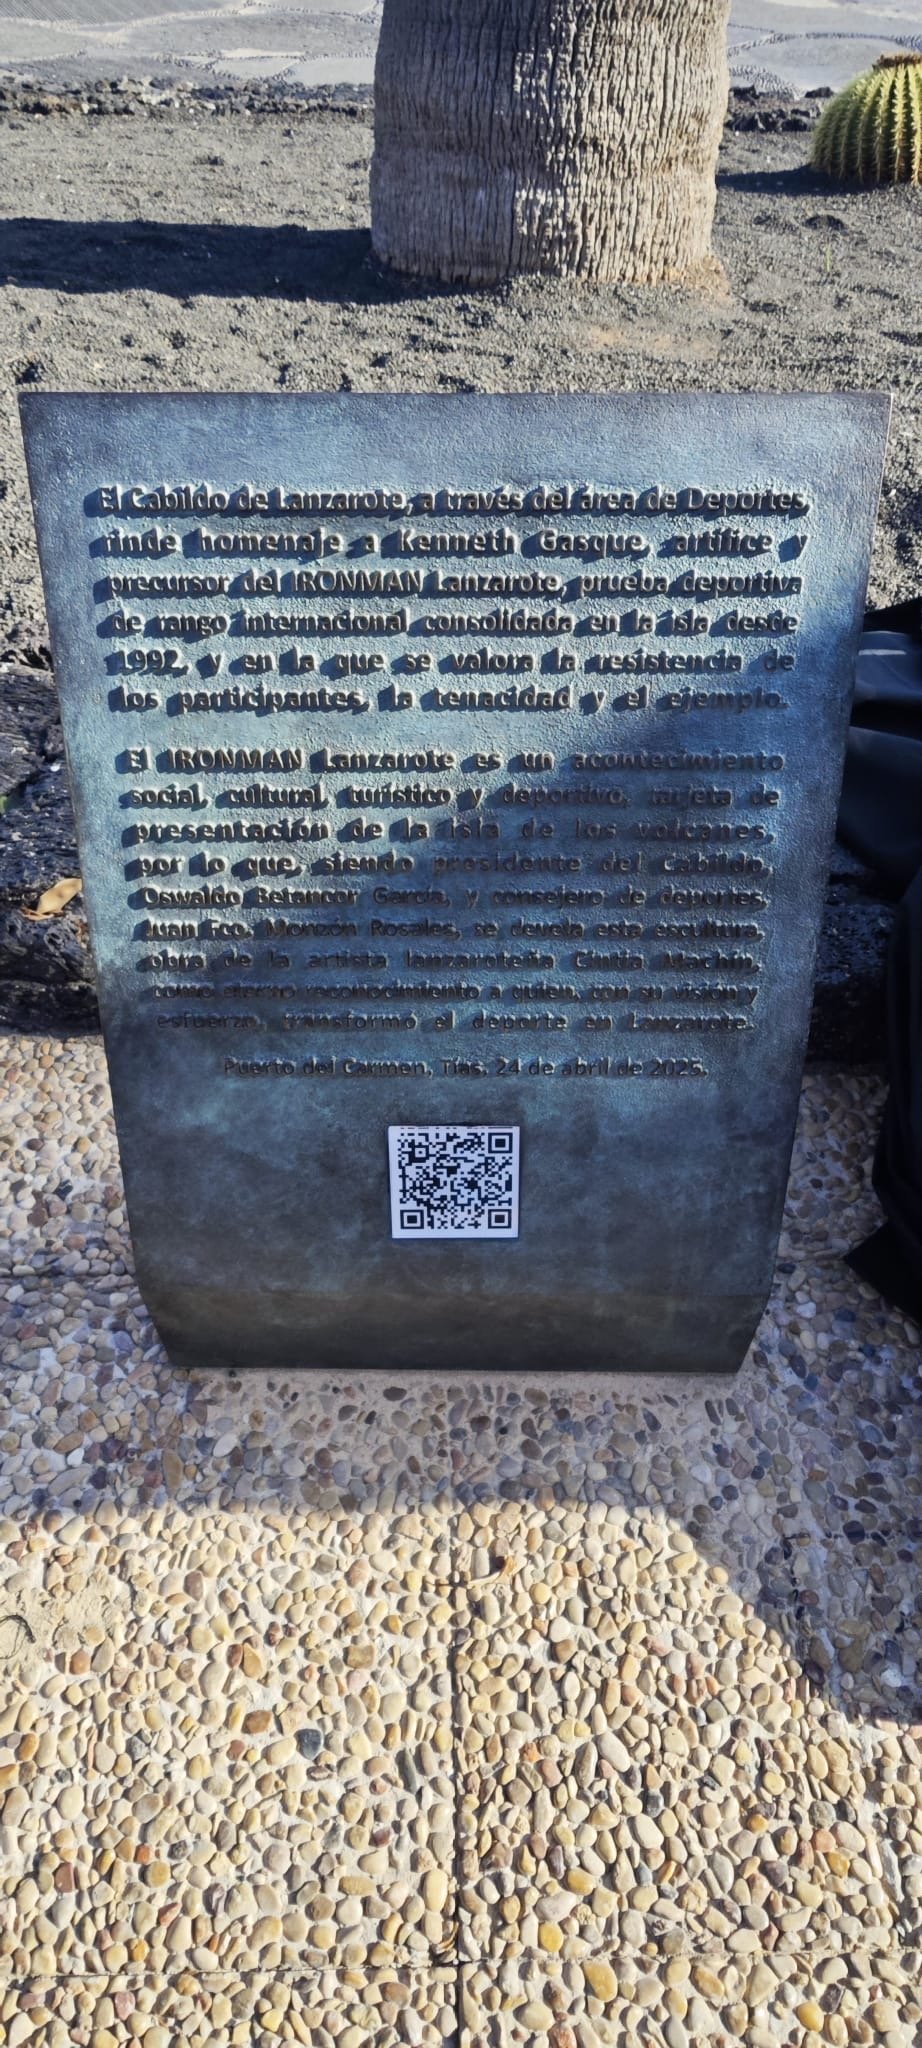 El Cabildo de Lanzarote, a través del área de Deportes,
rinde homenaje a Kenneth Gasque, artífice y
precursor del IRONMAN Lanzarote, prueba deportiva
de rango internacional consolidada en la isla desde
1992, y en la que se valora la resistencia de
los participantes, la tenacidad y el ejemplo.
El IRONMAN Lanzarote es un acontecimiento
social, cultural, turístico y deportivo, tarjeta de
presentación de la isla de los volcanes,
por lo que, siendo presidente del Cabildo,
Oswaldo Betancor García, y consejero de deportes,
Juan Fco. Monzón Rosales, se devela esta escultura,
obra de la artista lanzaroteña Cintia Machín,
como eterno reconocimiento a quien, con su visión y
esfuerzo, transformó el deporte en Lanzarote.
Puerto del Carmen, Tías, 24 de abril de 2025.